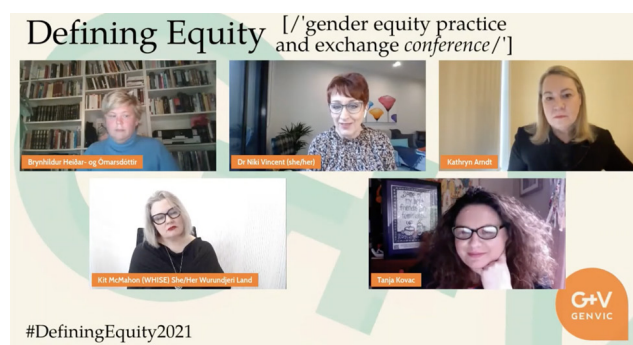 Defining Equity [/'gender equity practice
and exchange conference/']
Brynhildur Heiðar- og Ómarsdóttir
Dr Niki Vincent (she/her)
Kathryn Arndt
Kit McMahon (WHISE) She/Her Wurundjeri Land
Tanja Kovac
G+V
GENVIC
#DefiningEquity2021